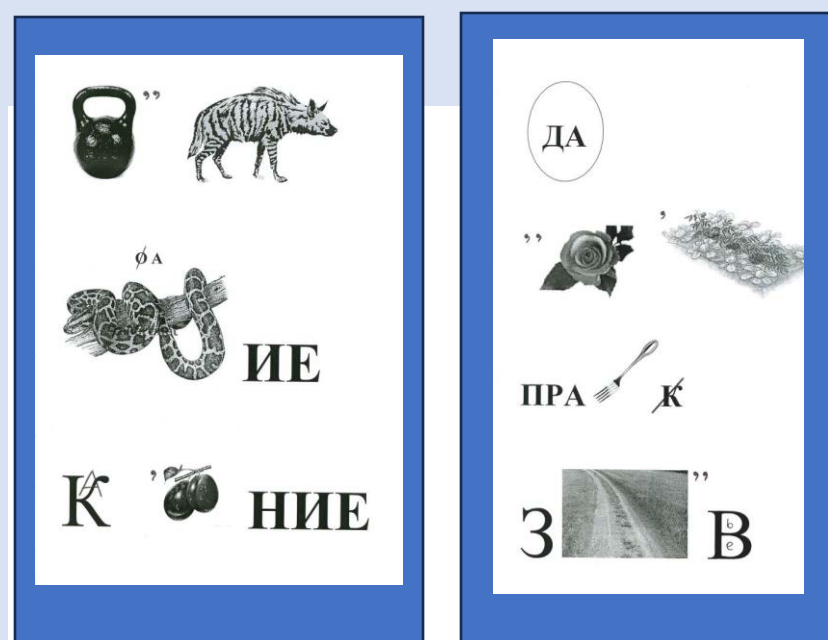 ,,
О А
ИЕ
К А , НИЕ
ДА
,, ,
ПРА К
З ,, В ь е